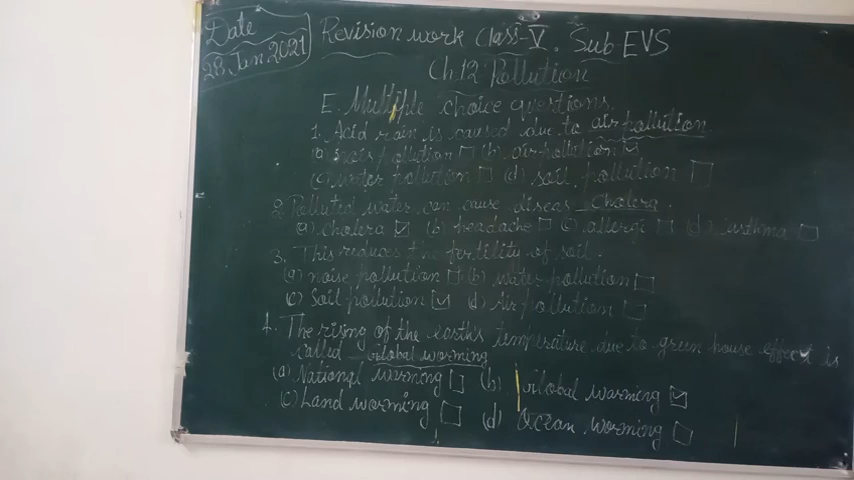 Date
28 Jan 2021
Revision work Class-V. Sub EVS
Ch.12 Pollution
E. Multiple choice questions.
1. Acid rain is caused due to air pollution.
(a) noise pollution (b) air pollution ✓
(c) water pollution (d) soil pollution
2. Polluted water can cause diseas cholera.
(a) cholera ✓ (b) headache (c) allergi (d) asthma
3. This reduces the fertility of soil.
(a) noise pollution (b) water pollution
(c) Soil pollution ✓ (d) Air pollution
4. The rising of the earth's temperature due to green house effect is
called Global warming
(a) National warming (b) Global warming ✓
(c) Land warming (d) Ocean warming